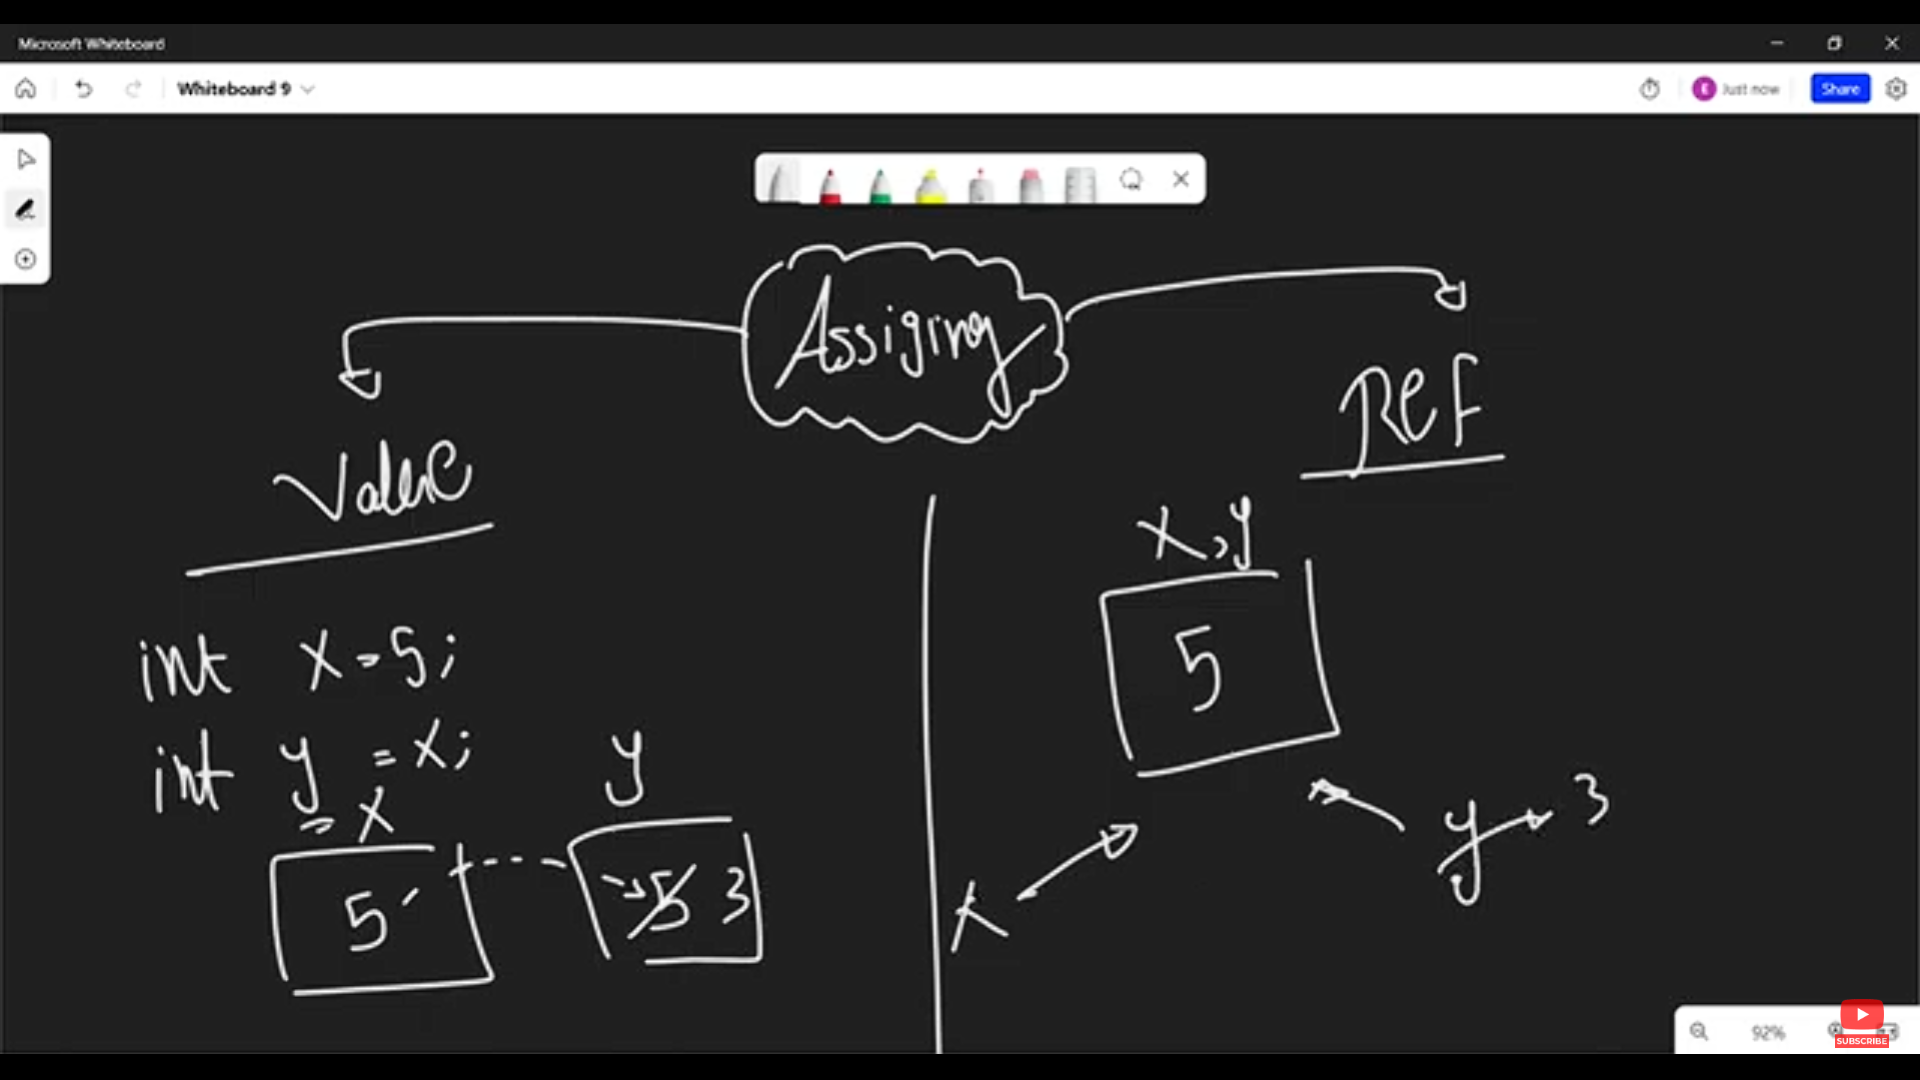 Microsoft Whiteboard
Whiteboard 9
E Just now
Share
Assiging
Value
REF
int x = 5;
int y = x;
x
5
y
5 3
x, y
5
x
y
3
92%
SUBSCRIBE